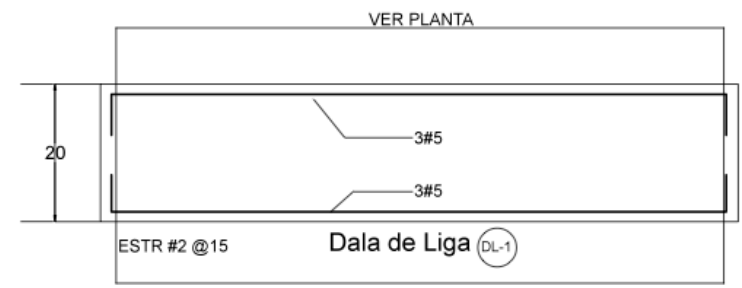 VER PLANTA
20
3#5
3#5
ESTR #2 @15
Dala de Liga DL-1